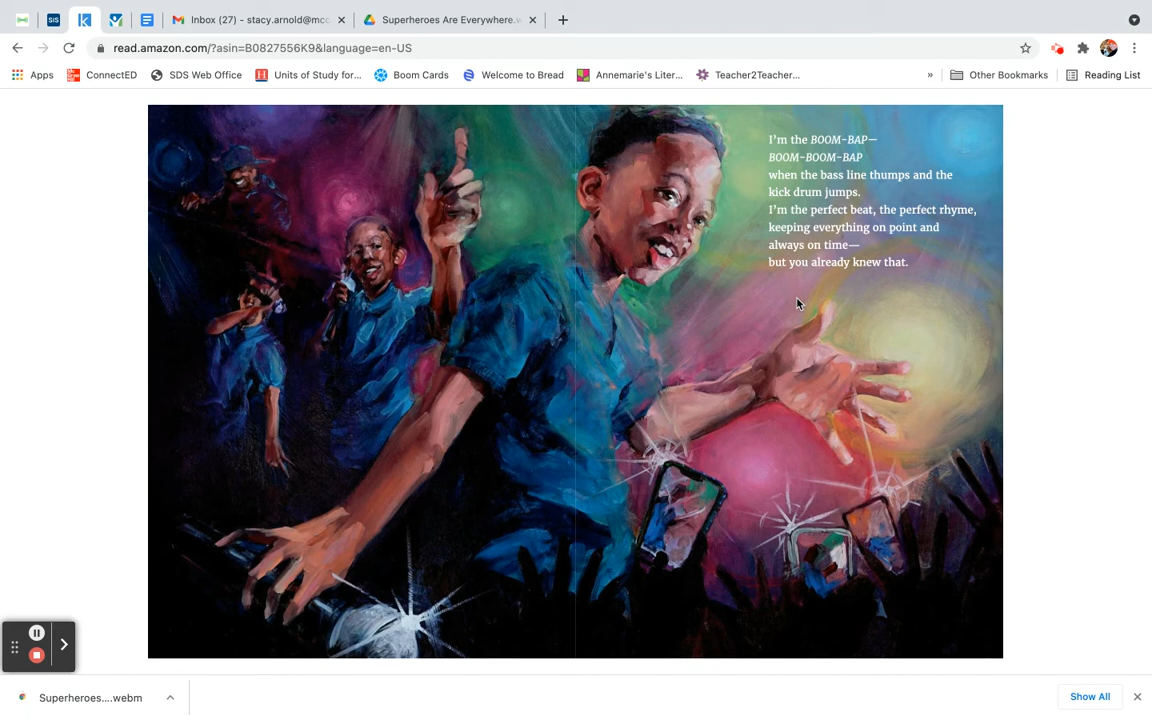 Inbox (27) - stacy.arnold@mcc
Superheroes Are Everywhere.w
read.amazon.com/?asin=B0827556K9&language=en-US
Apps
ConnectED
SDS Web Office
Units of Study for...
Boom Cards
Welcome to Bread
Annemarie's Liter...
Teacher2Teacher...
»
Other Bookmarks
Reading List
I'm the BOOM-BAP—
BOOM-BOOM-BAP
when the bass line thumps and the
kick drum jumps.
I'm the perfect beat, the perfect rhyme,
keeping everything on point and
always on time—
but you already knew that.
Superheroes....webm
Show All